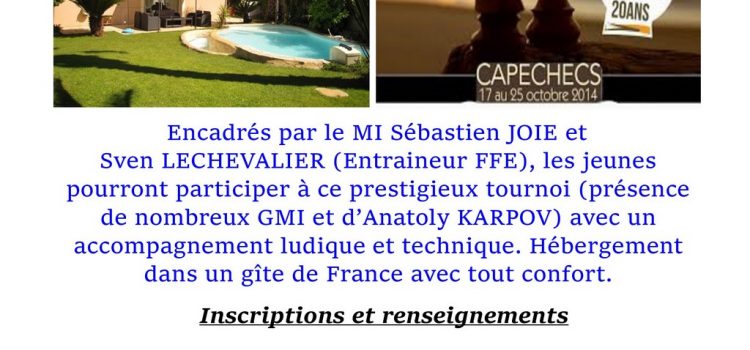 20ANS
CAPECHECS
17 au 25 octobre 2014
Encadrés par le MI Sébastien JOIE et
Sven LECHEVALIER (Entraineur FFE), les jeunes
pourront participer à ce prestigieux tournoi (présence
de nombreux GMI et d’Anatoly KARPOV) avec un
accompagnement ludique et technique. Hébergement
dans un gîte de France avec tout confort.
Inscriptions et renseignements